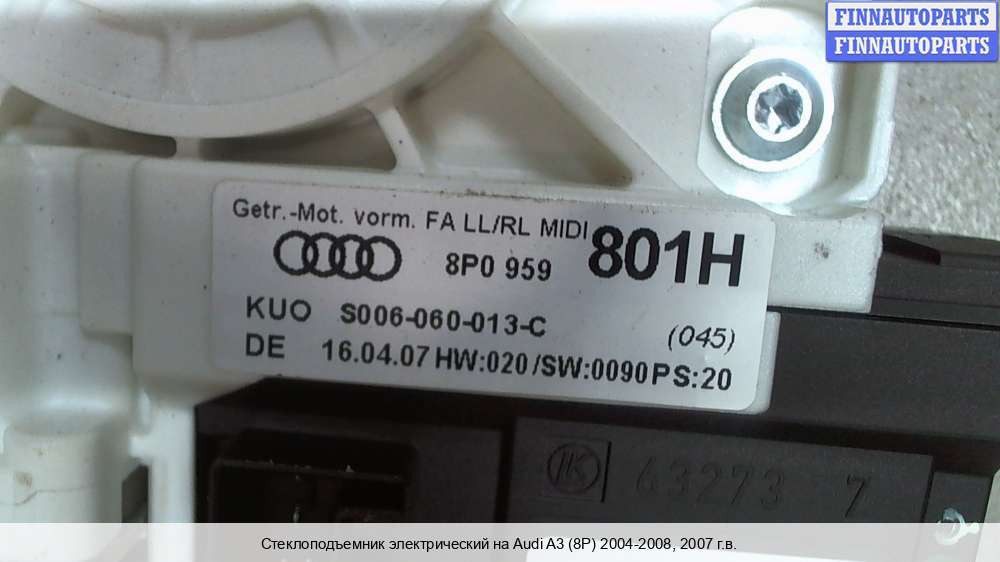 FINNAUTOPARTS
FINNAUTOPARTS
Getr.-Mot. vorm. FA LL/RL MIDI
8P0 959 801H
KUO S006-060-013-C (045)
DE 16.04.07 HW:020/SW:0090 PS:20
63273 7
Стеклоподъемник электрический на Audi A3 (8P) 2004-2008, 2007 г.в.